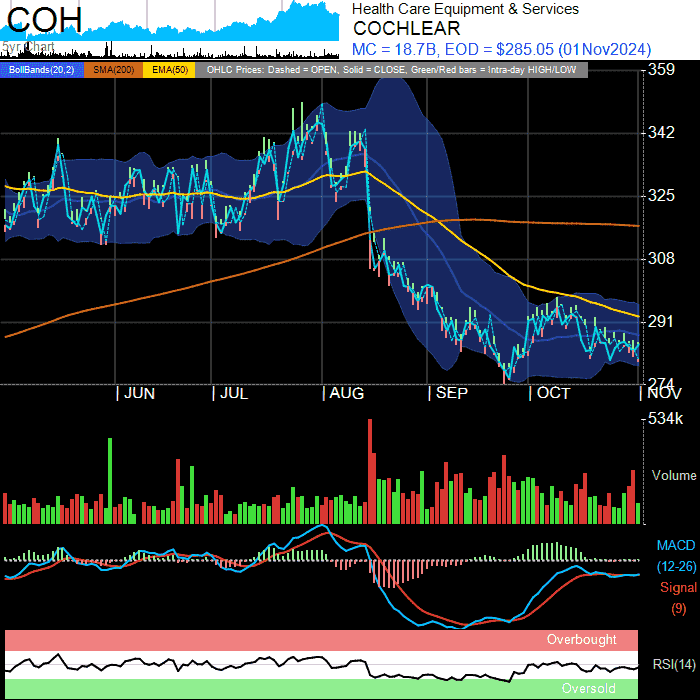 COH
Health Care Equipment & Services
COCHLEAR
5yr Chart
MC = 18.7B, EOD = $285.05 (01Nov2024)
BollBands(20,2) SMA(200) EMA(50) OHLC Prices: Dashed = OPEN, Solid = CLOSE, Green/Red bars = Intra-day HIGH/LOW
359
342
325
308
291
274
| JUN | JUL | AUG | SEP | OCT | NOV
534k
Volume
MACD
(12-26)
Signal
(9)
Overbought
RSI(14)
Oversold